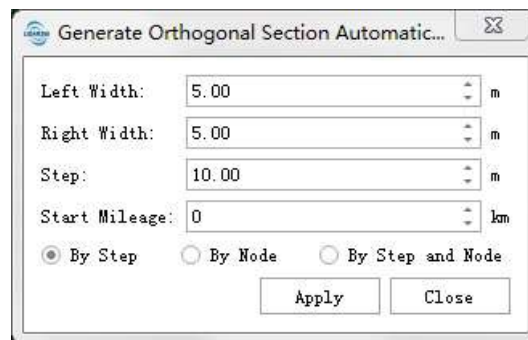 Generate Orthogonal Section Automatic...
Left Width: 5.00 m
Right Width: 5.00 m
Step: 10.00 m
Start Mileage: 0 km
By Step By Node By Step and Node
Apply Close